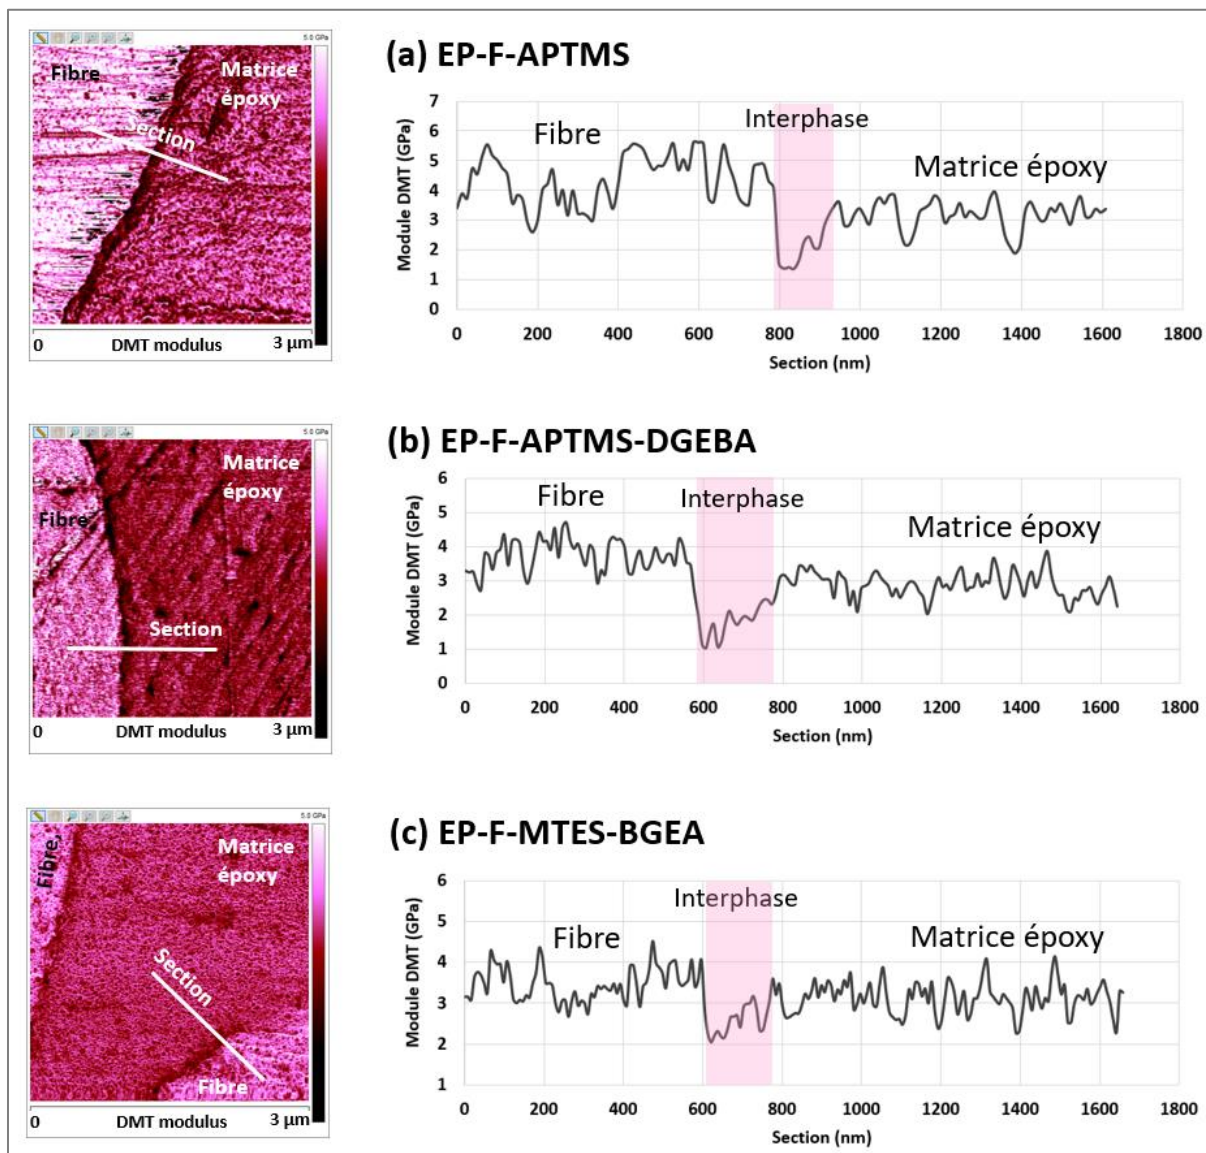 5.0 GPa
Fibre
Matrice
époxy
Section
0
DMT modulus
3 µm
(a) EP-F-APTMS
Fibre
Interphase
Matrice époxy
Module DMT (GPa)
7
6
5
4
3
2
1
0
0 200 400 600 800 1000 1200 1400 1600 1800
Section (nm)
5.0 GPa
Matrice
époxy
Fibre
Section
0
DMT modulus
3 µm
(b) EP-F-APTMS-DGEBA
Fibre
Interphase
Matrice époxy
Module DMT (GPa)
6
5
4
3
2
1
0
0 200 400 600 800 1000 1200 1400 1600 1800
Section (nm)
5.0 GPa
Fibre
Matrice
époxy
Section
Fibre
0
DMT modulus
3 µm
(c) EP-F-MTES-BGEA
Interphase
Fibre
Matrice époxy
Module DMT (GPa)
6
5
4
3
2
1
0 200 400 600 800 1000 1200 1400 1600 1800
Section (nm)